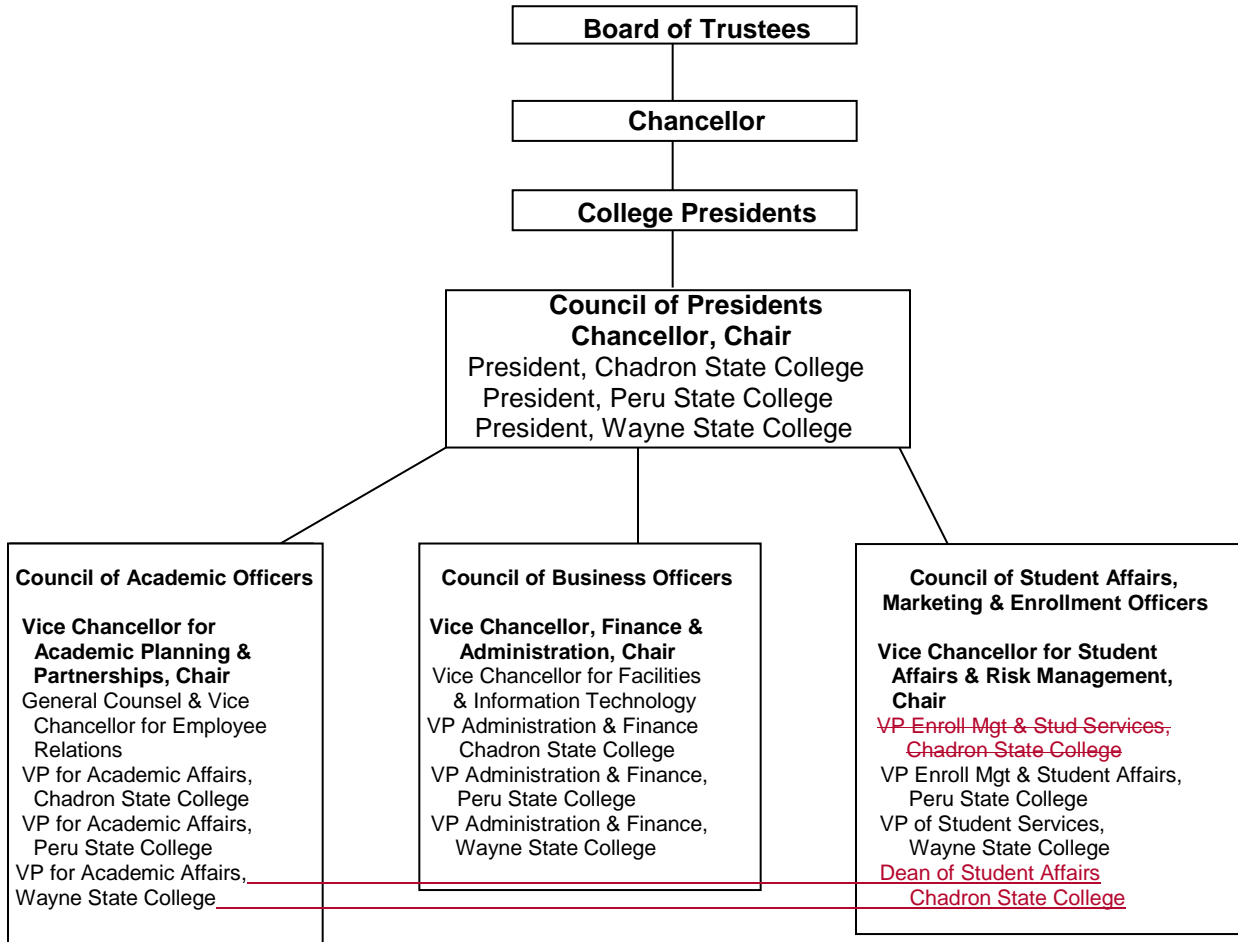 Board of Trustees
Chancellor
College Presidents
Council of Presidents
Chancellor, Chair
President, Chadron State College
President, Peru State College
President, Wayne State College
Council of Academic Officers
Vice Chancellor for
Academic Planning &
Partnerships, Chair
General Counsel & Vice
Chancellor for Employee
Relations
VP for Academic Affairs,
Chadron State College
VP for Academic Affairs,
Peru State College
VP for Academic Affairs,
Wayne State College
Council of Business Officers
Vice Chancellor, Finance &
Administration, Chair
Vice Chancellor for Facilities
& Information Technology
VP Administration & Finance
Chadron State College
VP Administration & Finance,
Peru State College
VP Administration & Finance,
Wayne State College
Council of Student Affairs,
Marketing & Enrollment Officers
Vice Chancellor for Student
Affairs & Risk Management,
Chair
VP Enroll Mgt & Stud Services,
Chadron State College
VP Enroll Mgt & Student Affairs,
Peru State College
VP of Student Services,
Wayne State College
Dean of Student Affairs
Chadron State College